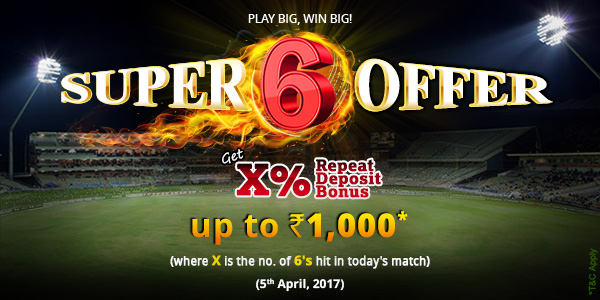 PLAY BIG, WIN BIG!
SUPER 6 OFFER
Get X% Repeat
Deposit
Bonus
up to ₹1,000*
(where X is the no. of 6's hit in today's match)
(5th April, 2017)
*T&C Apply